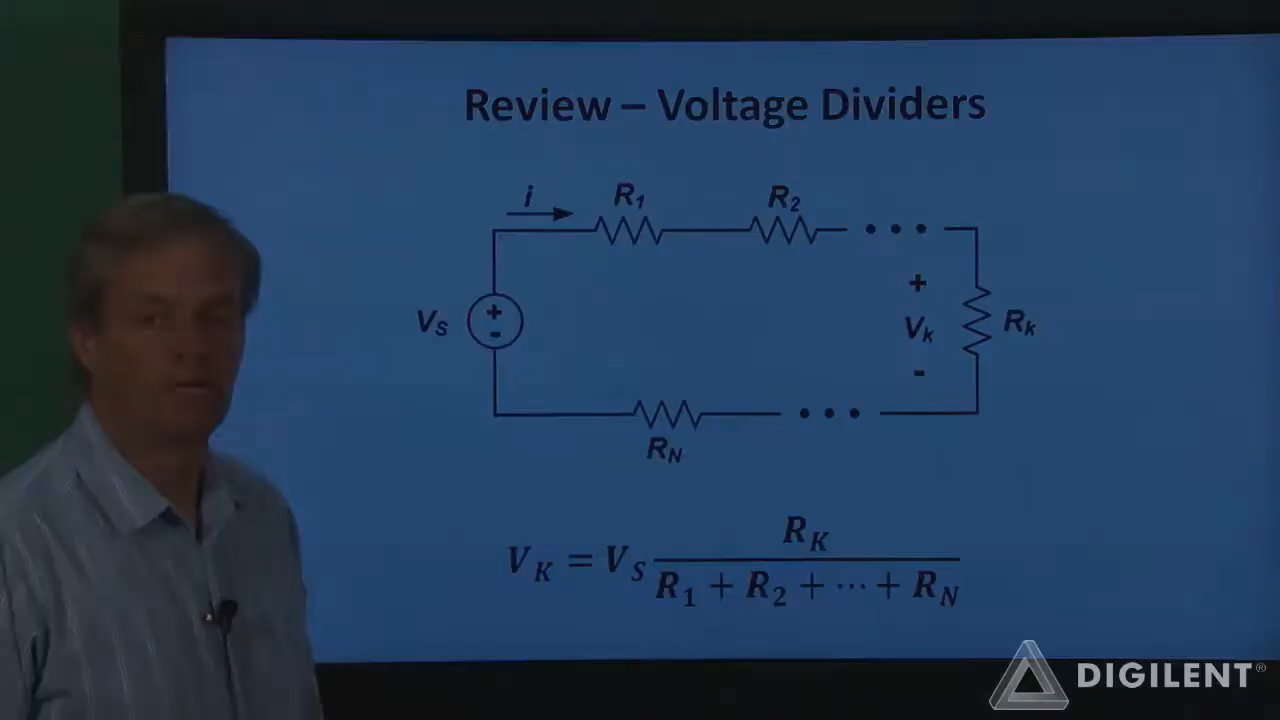 Review – Voltage Dividers
i
R1
R2
+
VS
+
-
Vk
Rk
-
RN
VK = VS RK / R1 + R2 + ⋯ + RN
DIGILENT®